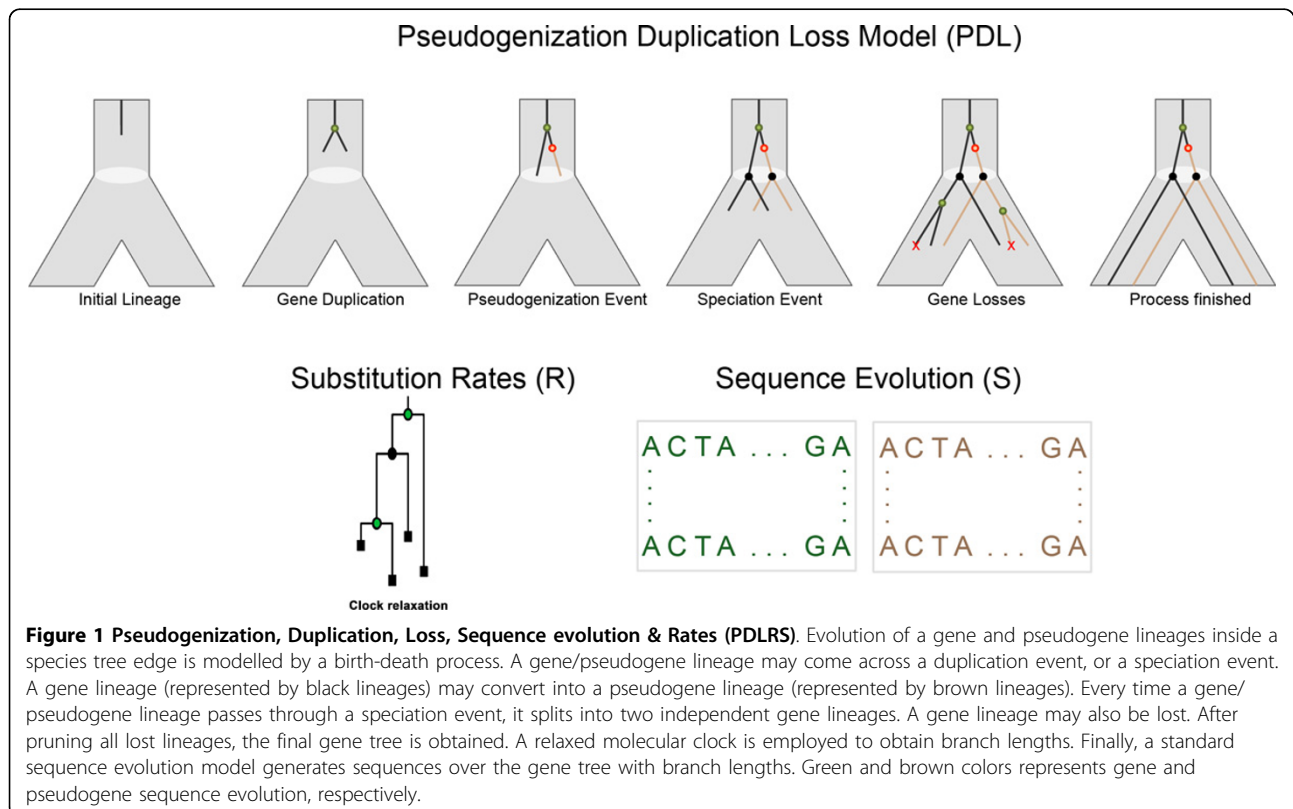 Pseudogenization Duplication Loss Model (PDL)
Initial Lineage
Gene Duplication
Pseudogenization Event
Speciation Event
X X
Gene Losses
Process finished
Substitution Rates (R)
Clock relaxation
Sequence Evolution (S)
ACTA ... GA
ACTA ... GA
ACTA ... GA
ACTA ... GA
Figure 1 Pseudogenization, Duplication, Loss, Sequence evolution & Rates (PDLRS). Evolution of a gene and pseudogene lineages inside a
species tree edge is modelled by a birth-death process. A gene/pseudogene lineage may come across a duplication event, or a speciation event.
A gene lineage (represented by black lineages) may convert into a pseudogene lineage (represented by brown lineages). Every time a gene/
pseudogene lineage passes through a speciation event, it splits into two independent gene lineages. A gene lineage may also be lost. After
pruning all lost lineages, the final gene tree is obtained. A relaxed molecular clock is employed to obtain branch lengths. Finally, a standard
sequence evolution model generates sequences over the gene tree with branch lengths. Green and brown colors represents gene and
pseudogene sequence evolution, respectively.